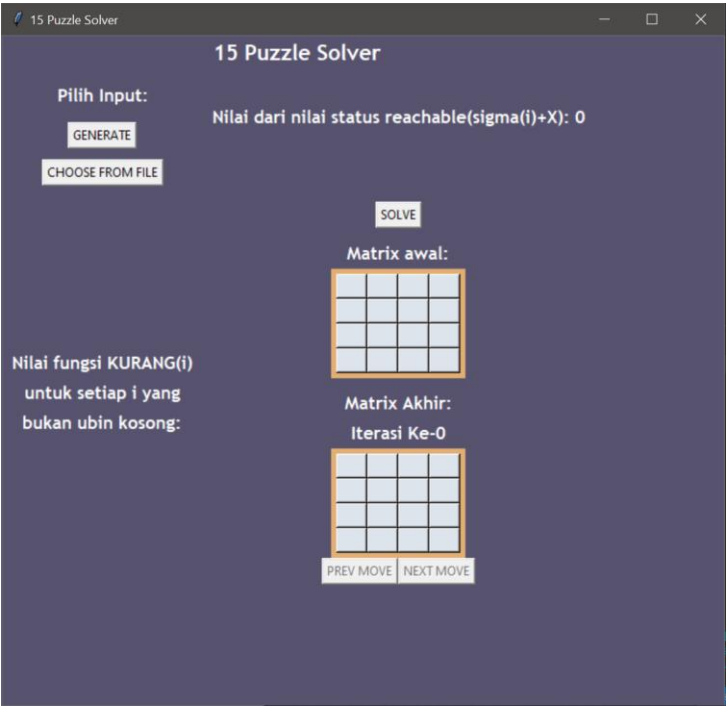 15 Puzzle Solver
15 Puzzle Solver
Pilih Input:
Nilai dari nilai status reachable(sigma(i)+X): 0
GENERATE
CHOOSE FROM FILE
SOLVE
Matrix awal:
Nilai fungsi KURANG(i)
untuk setiap i yang
bukan ubin kosong:
Matrix Akhir:
Iterasi Ke-0
PREV MOVE NEXT MOVE